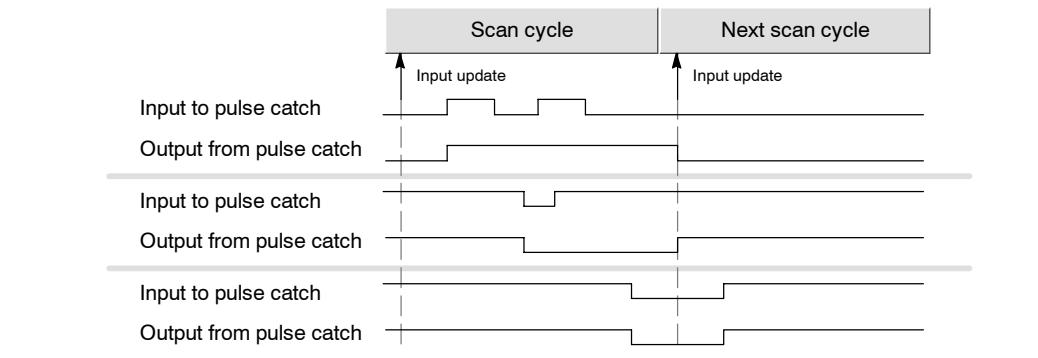 Scan cycle
Next scan cycle
Input update
Input update
Input to pulse catch
Output from pulse catch
Input to pulse catch
Output from pulse catch
Input to pulse catch
Output from pulse catch